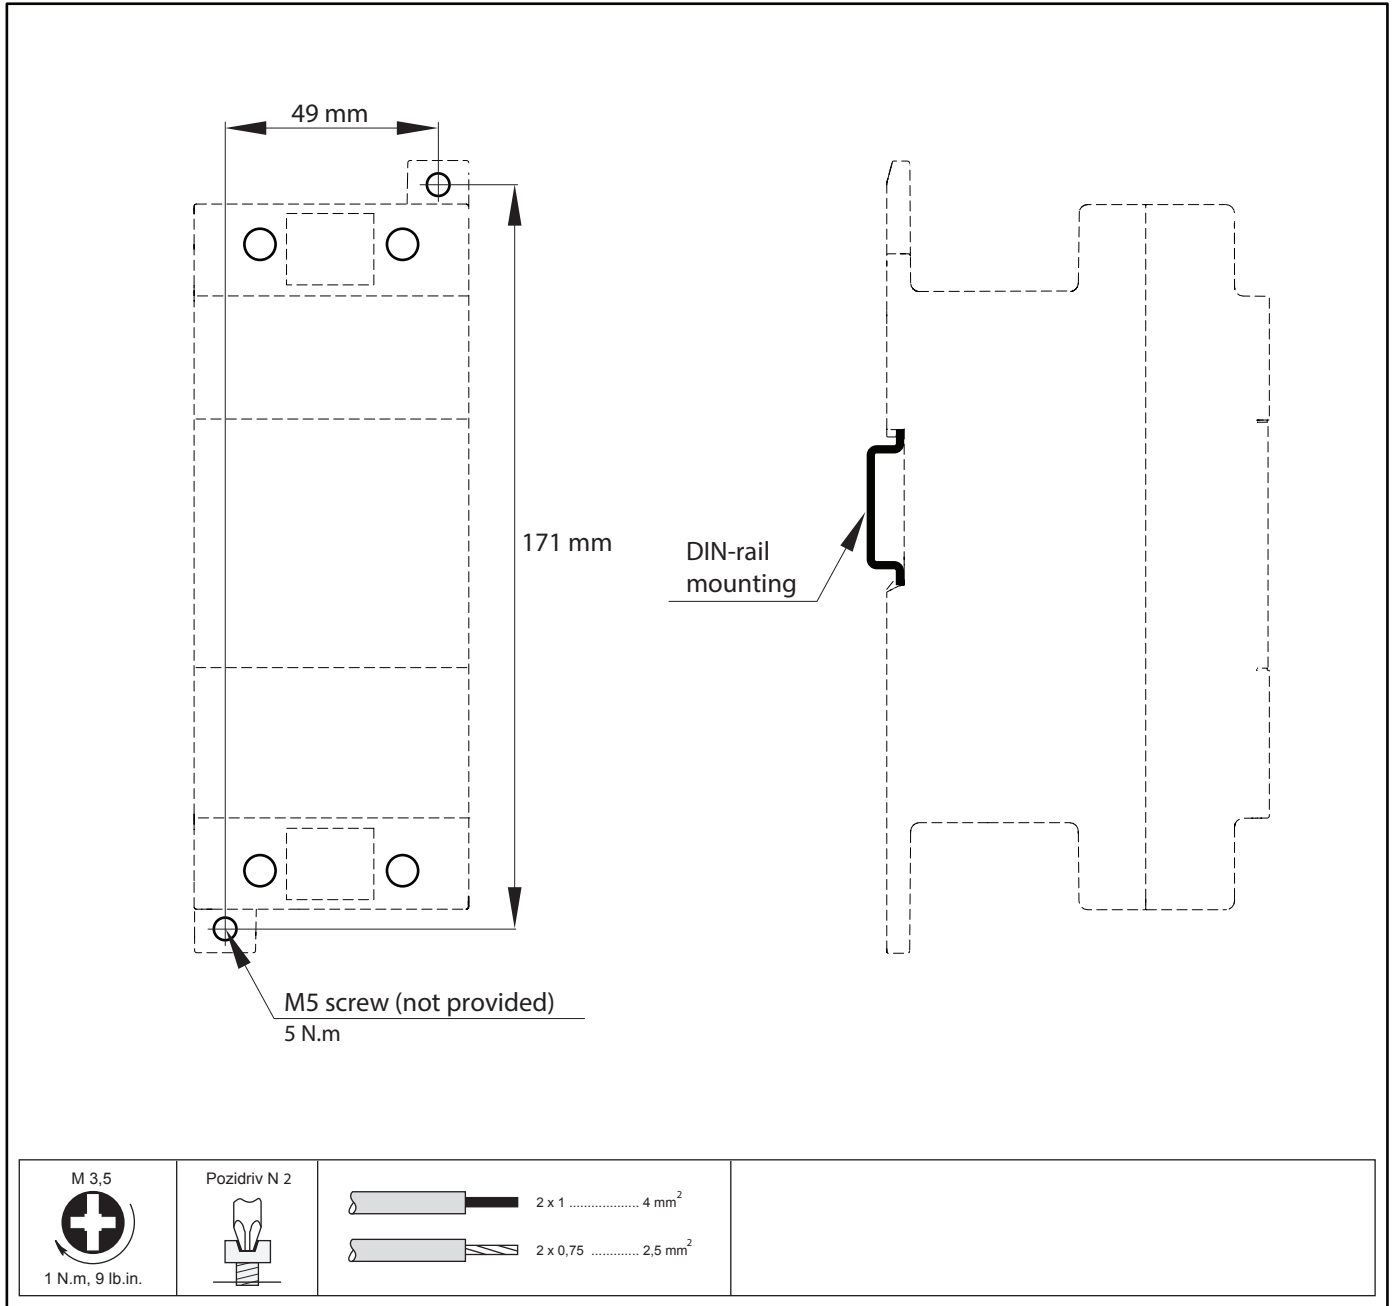 49 mm
171 mm
DIN-rail
mounting
M5 screw (not provided)
5 N.m
M 3,5
1 N.m, 9 lb.in.
Pozidriv N 2
2 x 1 ................... 4 mm2
2 x 0,75 ............. 2,5 mm2